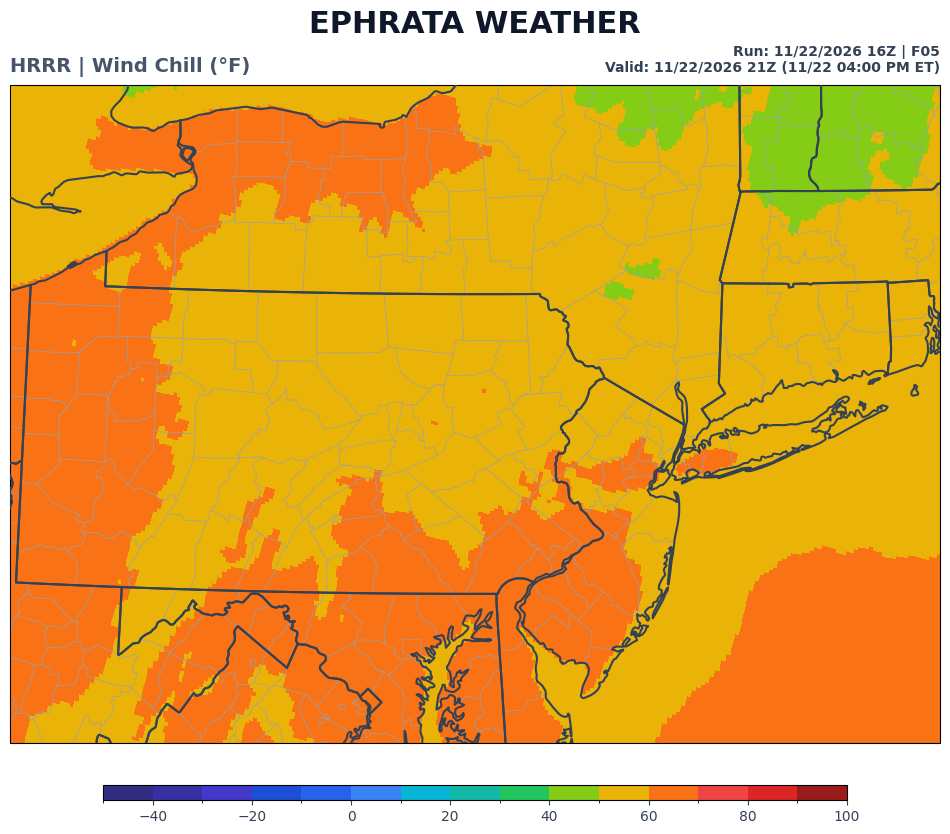 EPHRATA WEATHER
HRRR | Wind Chill (°F)
Run: 11/22/2026 16Z | F05
Valid: 11/22/2026 21Z (11/22 04:00 PM ET)
−40 −20 0 20 40 60 80 100